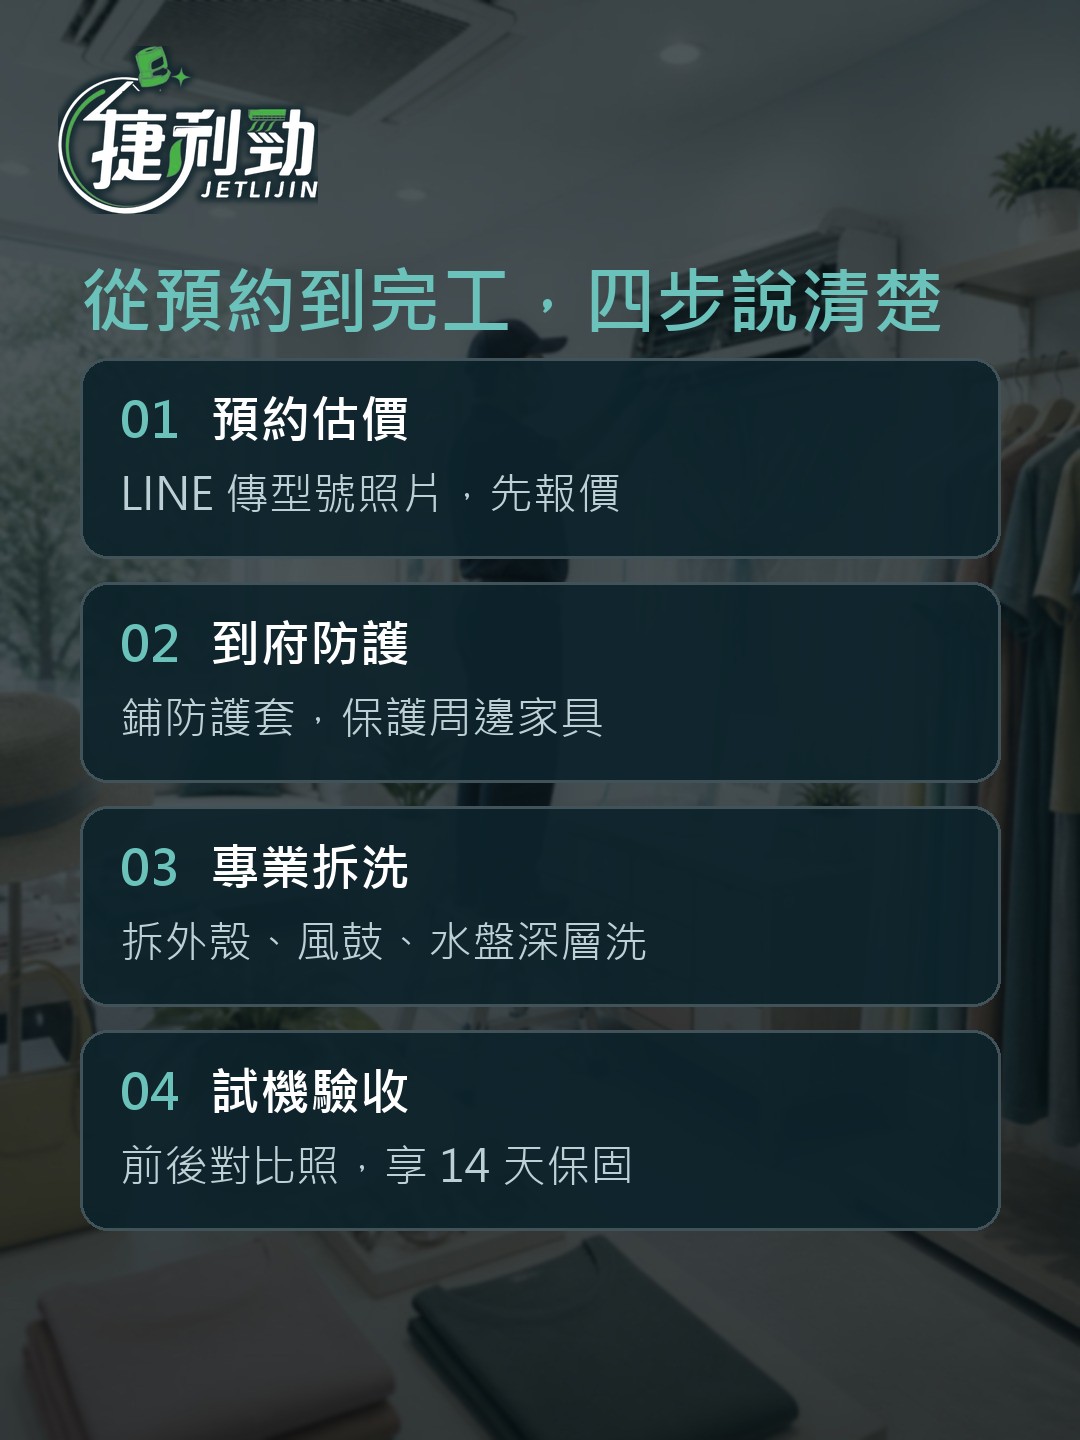 捷利勁
JETLIJIN
從預約到完工，四步說清楚
01 預約估價
LINE 傳型號照片，先報價
02 到府防護
鋪防護套，保護周邊家具
03 專業拆洗
拆外殼、風鼓、水盤深層洗
04 試機驗收
前後對比照，享 14 天保固